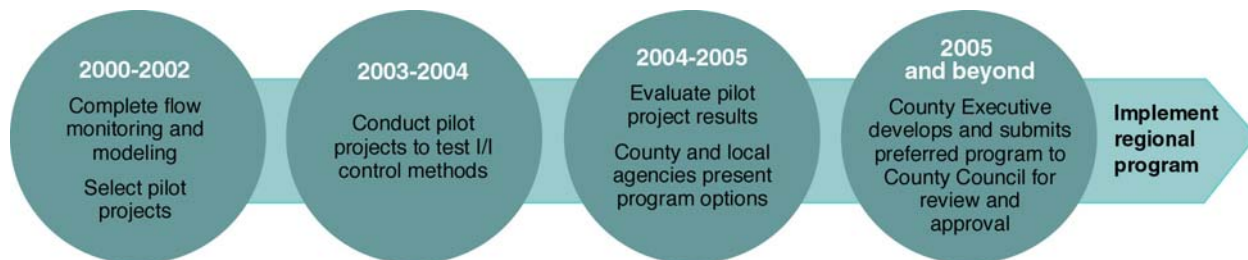 2000-2002
Complete flow
monitoring and
modeling
Select pilot
projects
2003-2004
Conduct pilot
projects to test I/I
control methods
2004-2005
Evaluate pilot
project results
County and local
agencies present
program options
2005
and beyond
County Executive
develops and submits
preferred program to
County Council for
review and
approval
Implement
regional
program